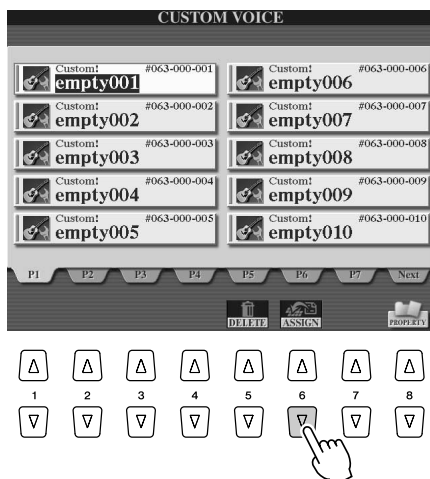 CUSTOM VOICE
Custom! #063-000-001
empty001
Custom! #063-000-002
empty002
Custom! #063-000-003
empty003
Custom! #063-000-004
empty004
Custom! #063-000-005
empty005
Custom! #063-000-006
empty006
Custom! #063-000-007
empty007
Custom! #063-000-008
empty008
Custom! #063-000-009
empty009
Custom! #063-000-010
empty010
P1 P2 P3 P4 P5 P6 P7 Next
DELETE ASSIGN PROPERTY
1 2 3 4 5 6 7 8